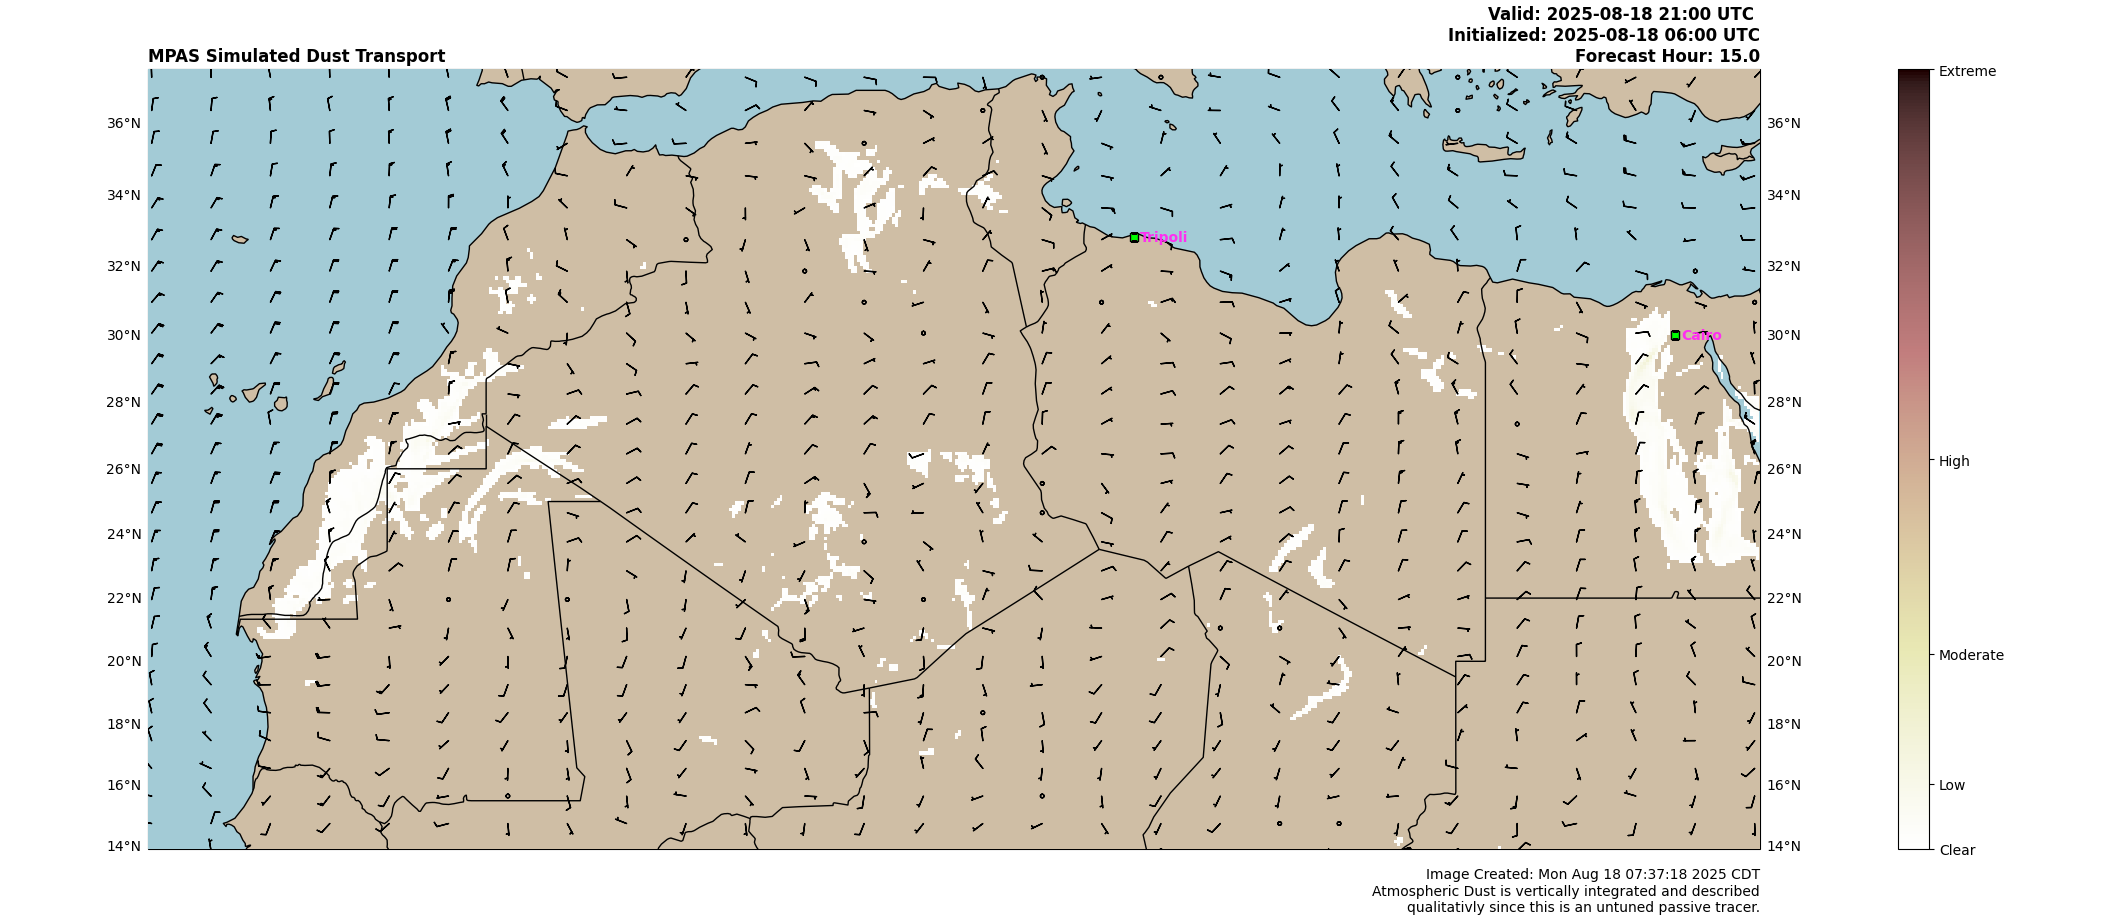 Valid: 2025-08-18 21:00 UTC
Initialized: 2025-08-18 06:00 UTC
MPAS Simulated Dust Transport
Forecast Hour: 15.0
Extreme
36°N
36°N
34°N
34°N
Tripoli
32°N
32°N
30°N
Cairo
30°N
28°N
28°N
High
26°N
26°N
24°N
24°N
22°N
22°N
Moderate
20°N
20°N
18°N
18°N
16°N
16°N
Low
14°N
14°N
Clear
Image Created: Mon Aug 18 07:37:18 2025 CDT
Atmospheric Dust is vertically integrated and described
qualitativly since this is an untuned passive tracer.